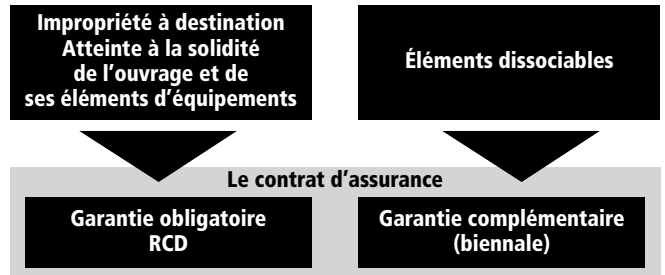 Impropriété à destination
Atteinte à la solidité
de l'ouvrage et de
ses éléments d'équipements
Éléments dissociables
Le contrat d'assurance
Garantie obligatoire
RCD
Garantie complémentaire
(biennale)